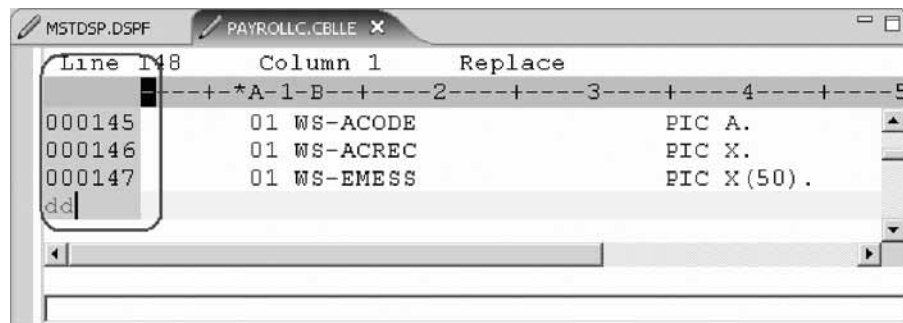 MSTDSP.DSPF PAYROLLC.CBLLE
Line 148 Column 1 Replace
----+-*A-1-B--+----2----+----3----+----4----+----5
000145 01 WS-ACODE PIC A.
000146 01 WS-ACREC PIC X.
000147 01 WS-EMESS PIC X(50).
dd